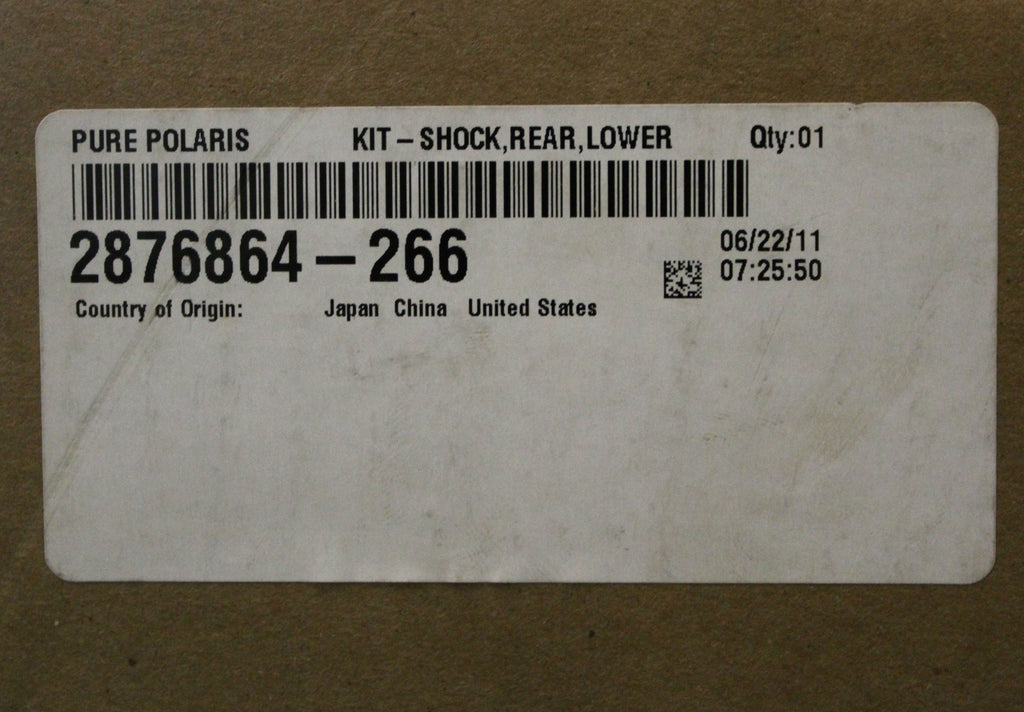 PURE POLARIS KIT – SHOCK,REAR,LOWER Qty:01
2876864 – 266 06/22/11
07:25:50
Country of Origin: Japan China United States